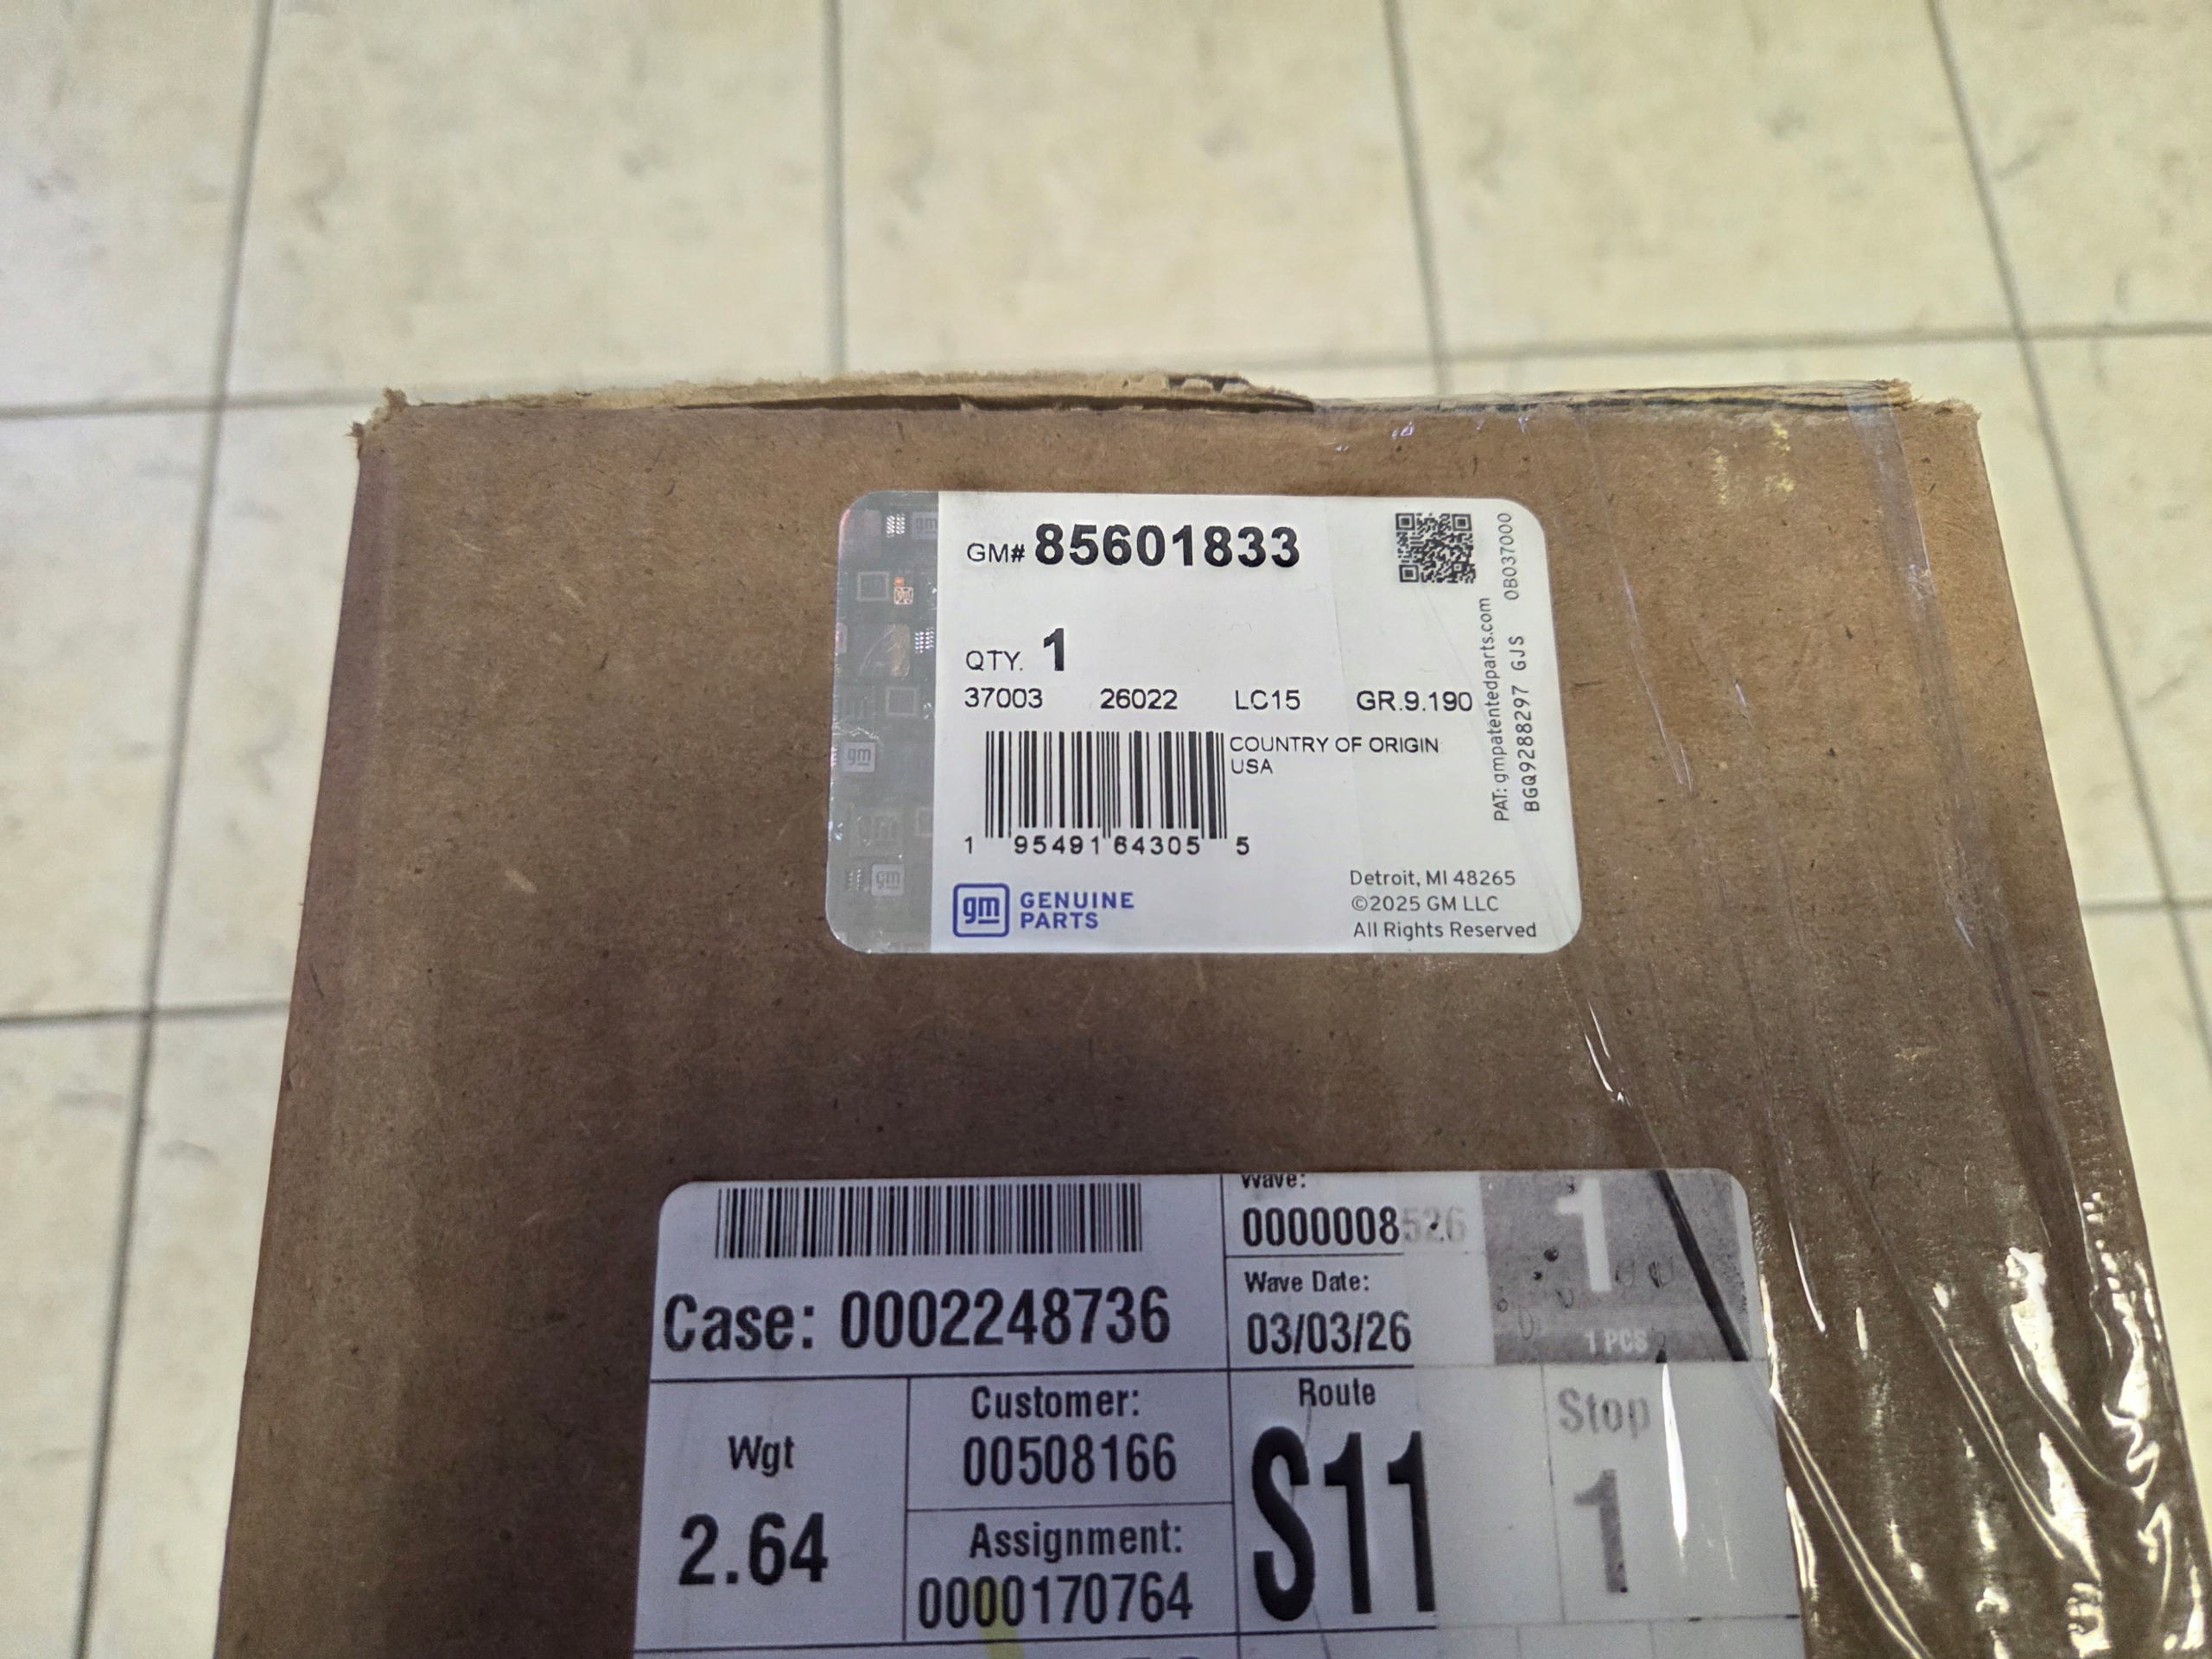 GM# 85601833
QTY. 1
37003 26022 LC15 GR.9.190
COUNTRY OF ORIGIN
USA
1 95491 64305 5
gm GENUINE
PARTS
Detroit, MI 48265
©2025 GM LLC
All Rights Reserved
PAT: gmpatentedparts.com
BGQ9288297 GJS 0B037000
gm
gm
gm
Wave:
0000008526
1
1 PCS
Case: 0002248736
Wave Date:
03/03/26
Wgt
2.64
Customer:
00508166
Assignment:
0000170764
Route
S11
Stop
1